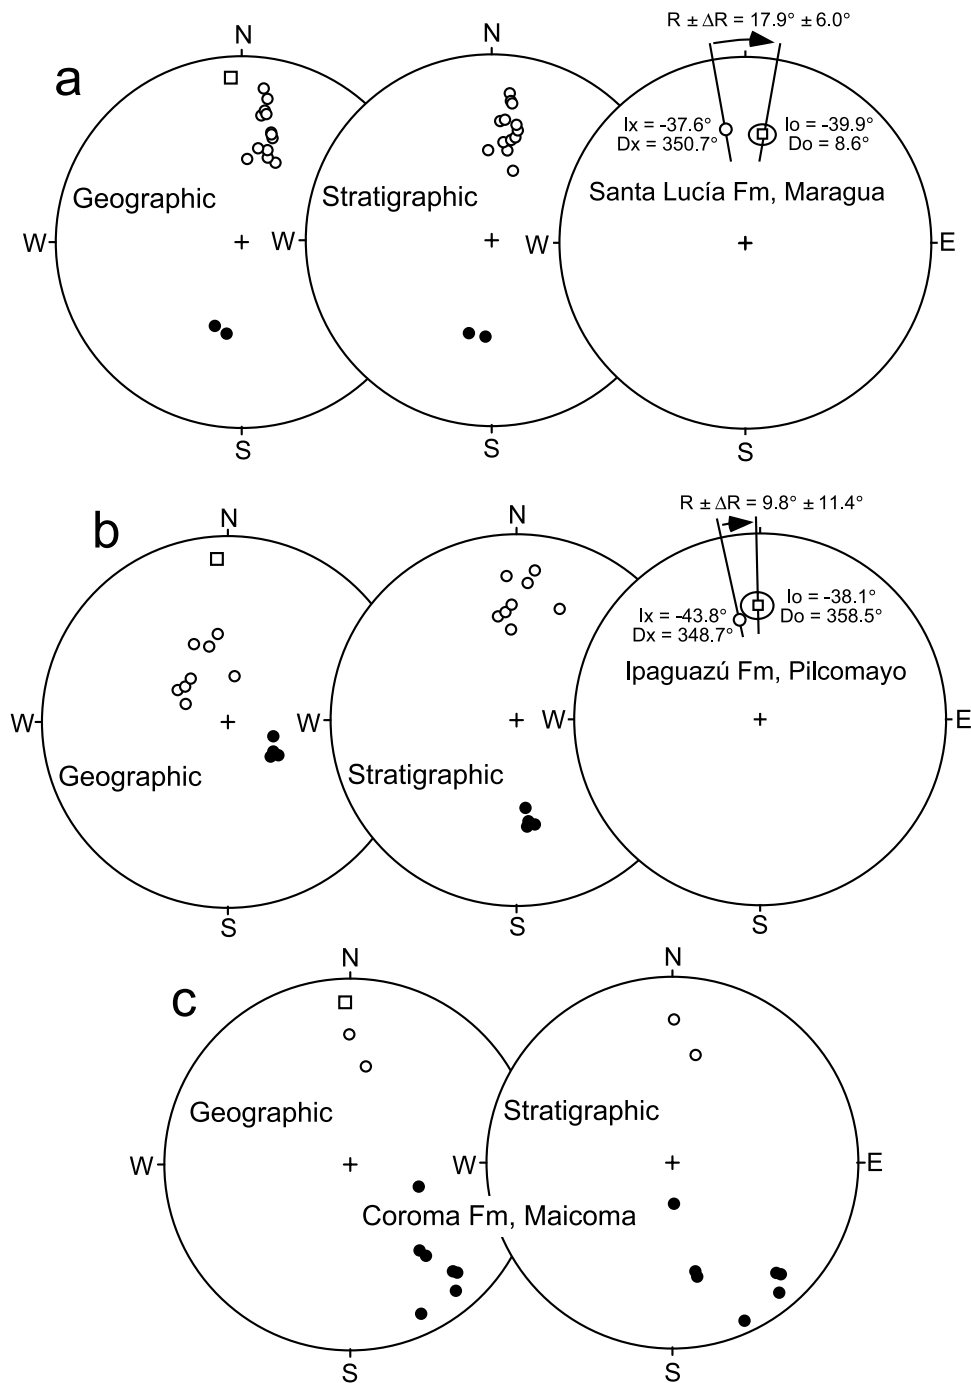 a
N
Geographic
W
S
Stratigraphic
W
S
R ± ΔR = 17.9° ± 6.0°
Ix = -37.6°
Dx = 350.7°
Io = -39.9°
Do = 8.6°
Santa Lucía Fm, Maragua
W
E
S
b
N
Geographic
W
S
N
Stratigraphic
W
S
R ± ΔR = 9.8° ± 11.4°
Ix = -43.8°
Dx = 348.7°
Io = -38.1°
Do = 358.5°
Ipaguazú Fm, Pilcomayo
W
E
S
c
N
Geographic
W
S
N
Stratigraphic
W
E
S
Coroma Fm, Maicoma